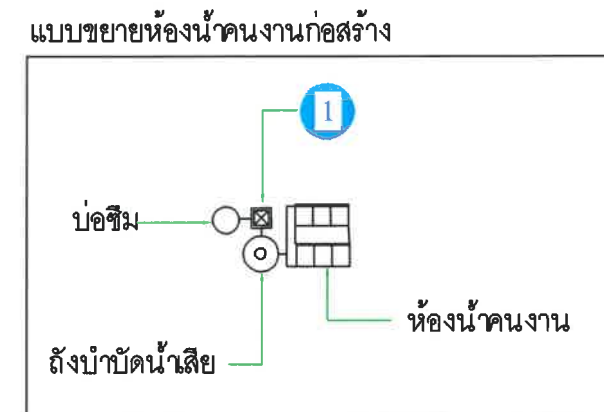 แบบขยายห้องน้ำคนงานก่อสร้าง
1
บ่อซึม
ห้องน้ำคนงาน
ถังบำบัดน้ำเสีย